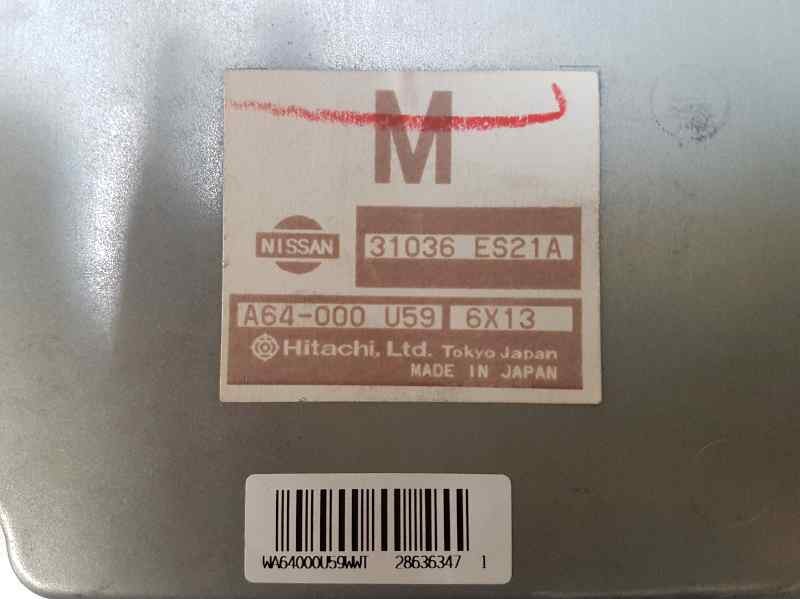 M
NISSAN 31036 ES21A
A64-000 U59 6X13
Hitachi, Ltd. Tokyo Japan
MADE IN JAPAN
WA64000U59WWT 28636347 1